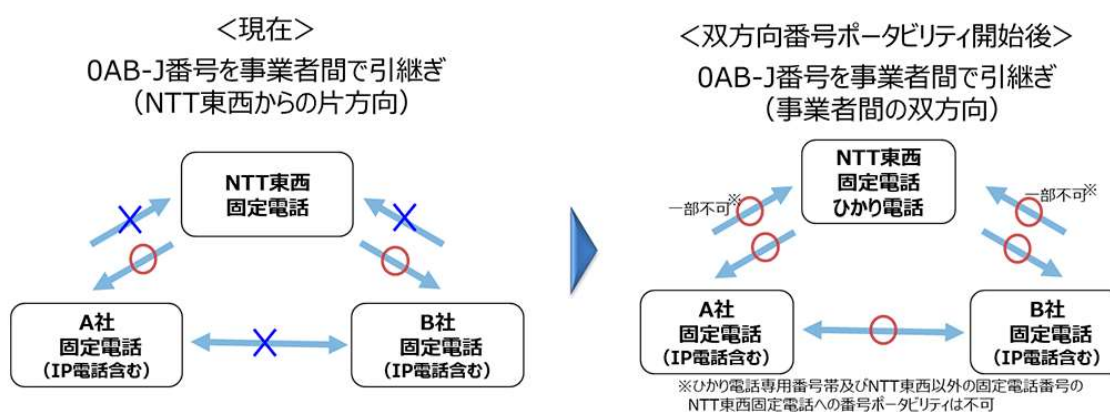 <現在>
0AB-J番号を事業者間で引継ぎ
(NTT東西からの片方向)
NTT東西
固定電話
A社
固定電話
(IP電話含む)
B社
固定電話
(IP電話含む)
<双方向番号ポータビリティ開始後>
0AB-J番号を事業者間で引継ぎ
(事業者間の双方向)
NTT東西
固定電話
ひかり電話
一部不可※
一部不可※
A社
固定電話
(IP電話含む)
B社
固定電話
(IP電話含む)
※ひかり電話専用番号帯及びNTT東西以外の固定電話番号の
NTT東西固定電話への番号ポータビリティは不可